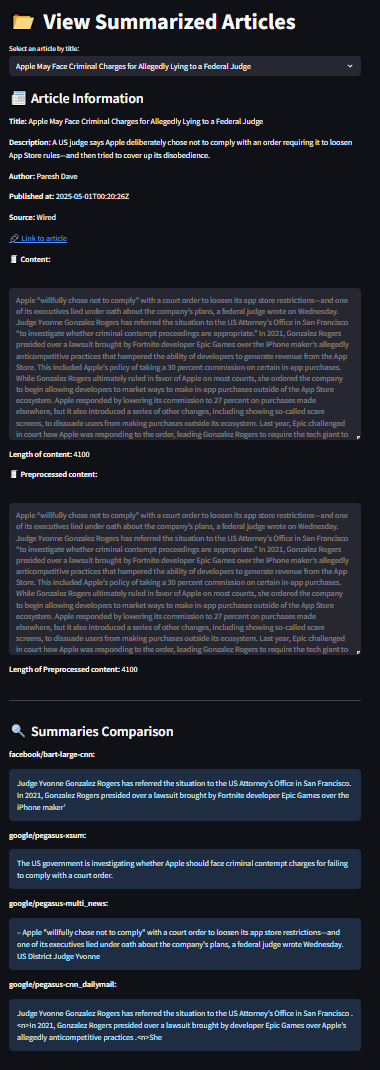 View Summarized Articles
Select an article by title:
Apple May Face Criminal Charges for Allegedly Lying to a Federal Judge
Article Information
Title: Apple May Face Criminal Charges for Allegedly Lying to a Federal Judge
Description: A US judge says Apple deliberately chose not to comply with an order requiring it to loosen
App Store rules—and then tried to cover up its disobedience.
Author: Paresh Dave
Published at: 2025-05-01T00:20:26Z
Source: Wired
Link to article
Content:
Apple "willfully chose not to comply" with a court order to loosen its app store restrictions—and one
of its executives lied under oath about the company's plans, a federal judge wrote on Wednesday.
Judge Yvonne Gonzalez Rogers has referred the situation to the US Attorney's Office in San Francisco
"to investigate whether criminal contempt proceedings are appropriate." In 2021, Gonzalez Rogers
presided over a lawsuit brought by Fortnite developer Epic Games over the iPhone maker's allegedly
anticompetitive practices that hampered the ability of developers to generate revenue from the App
Store. This included Apple's policy of taking a 30 percent commission on certain in-app purchases.
While Gonzalez Rogers ultimately ruled in favor of Apple on most counts, she ordered the company
to begin allowing developers to market ways to make in-app purchases outside of the App Store
ecosystem. Apple responded by lowering its commission to 27 percent on purchases made
elsewhere, but it also introduced a series of other changes, including showing so-called scare
screens, to dissuade users from making purchases outside its ecosystem. Last year, Epic challenged
in court how Apple was responding to the order, leading Gonzalez Rogers to require the tech giant to
Length of content: 4100
Preprocessed content:
Apple "willfully chose not to comply" with a court order to loosen its app store restrictions—and one
of its executives lied under oath about the company's plans, a federal judge wrote on Wednesday.
Judge Yvonne Gonzalez Rogers has referred the situation to the US Attorney's Office in San Francisco
"to investigate whether criminal contempt proceedings are appropriate." In 2021, Gonzalez Rogers
presided over a lawsuit brought by Fortnite developer Epic Games over the iPhone maker's allegedly
anticompetitive practices that hampered the ability of developers to generate revenue from the App
Store. This included Apple's policy of taking a 30 percent commission on certain in-app purchases.
While Gonzalez Rogers ultimately ruled in favor of Apple on most counts, she ordered the company
to begin allowing developers to market ways to make in-app purchases outside of the App Store
ecosystem. Apple responded by lowering its commission to 27 percent on purchases made
elsewhere, but it also introduced a series of other changes, including showing so-called scare
screens, to dissuade users from making purchases outside its ecosystem. Last year, Epic challenged
in court how Apple was responding to the order, leading Gonzalez Rogers to require the tech giant to
Length of Preprocessed content: 4100
Summaries Comparison
facebook/bart-large-cnn:
Judge Yvonne Gonzalez Rogers has referred the situation to the US Attorney's Office in San Francisco.
In 2021, Gonzalez Rogers presided over a lawsuit brought by Fortnite developer Epic Games over the
iPhone maker'
google/pegasus-xsum:
The US government is investigating whether Apple should face criminal contempt charges for failing
to comply with a court order.
google/pegasus-multi_news:
– Apple "willfully chose not to comply" with a court order to loosen its app store restrictions—and
one of its executives lied under oath about the company's plans, a federal judge wrote Wednesday.
US District Judge Yvonne
google/pegasus-cnn_dailymail:
Judge Yvonne Gonzalez Rogers has referred the situation to the US Attorney's Office in San Francisco .
<n>In 2021, Gonzalez Rogers presided over a lawsuit brought by developer Epic Games over Apple's
allegedly anticompetitive practices .<n>She